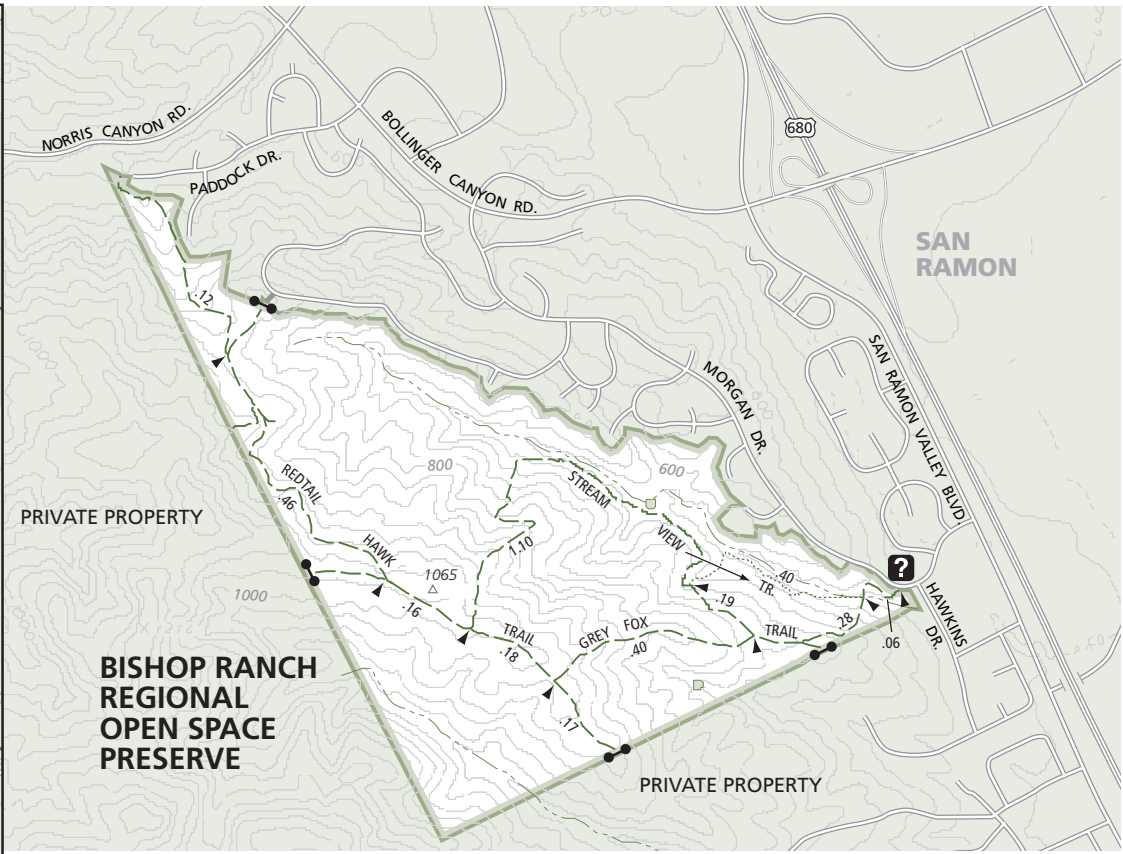 NORRIS CANYON RD.
PADDOCK DR.
BOLLINGER CANYON RD.
680
SAN
RAMON
.12
MORGAN DR.
SAN RAMON VALLEY BLVD.
800
600
REDTAIL
.46
STREAM
PRIVATE PROPERTY
VIEW
TR.
1.10
HAWK
1065
1000
.40
?
.16
.19
HAWKINS DR.
TRAIL
.18
GREY FOX
.40
TRAIL
.28
.06
BISHOP RANCH
REGIONAL
OPEN SPACE
PRESERVE
.17
PRIVATE PROPERTY